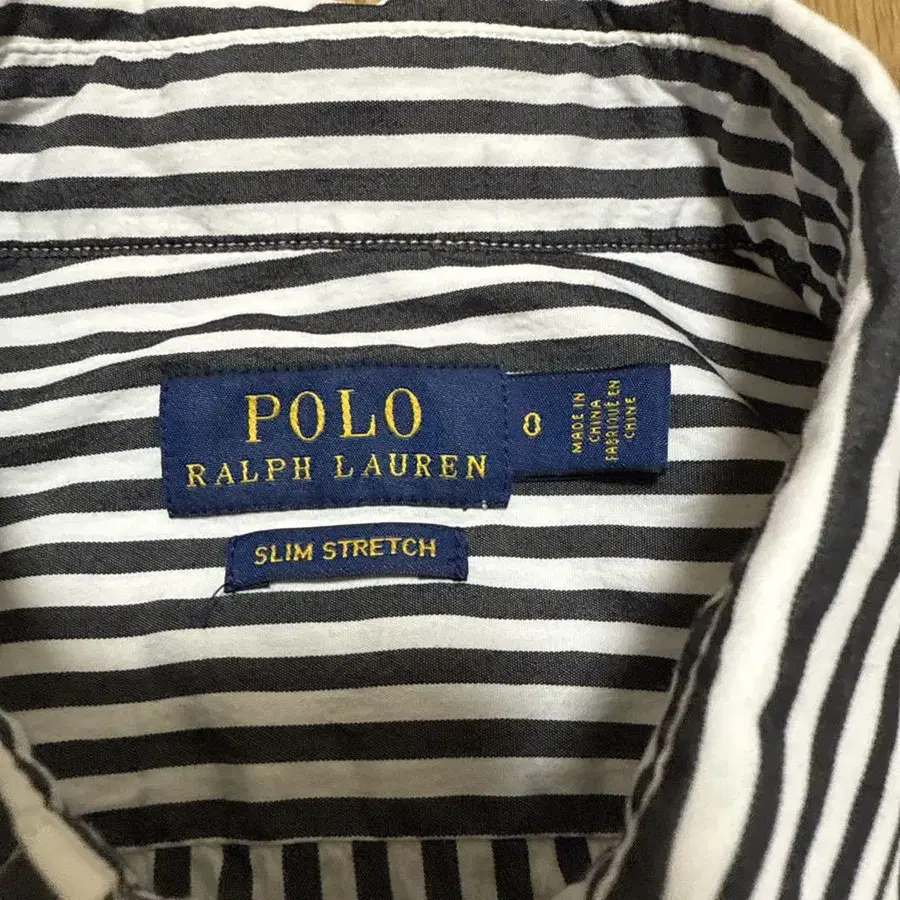 POLO
RALPH LAUREN
0
MADE IN
CHINA
FABRIQUÉ EN
CHINE
SLIM STRETCH